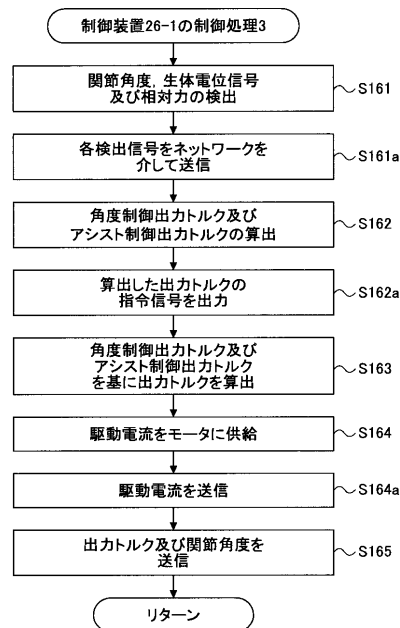 制御装置26-1の制御処理3
関節角度，生体電位信号
及び相対力の検出
S161
各検出信号をネットワークを
介して送信
S161a
角度制御出力トルク及び
アシスト制御出力トルクの算出
S162
算出した出力トルクの
指令信号を出力
S162a
角度制御出力トルク及び
アシスト制御出力トルク
を基に出力トルクを算出
S163
駆動電流をモータに供給
S164
駆動電流を送信
S164a
出力トルク及び関節角度を
送信
S165
リターン